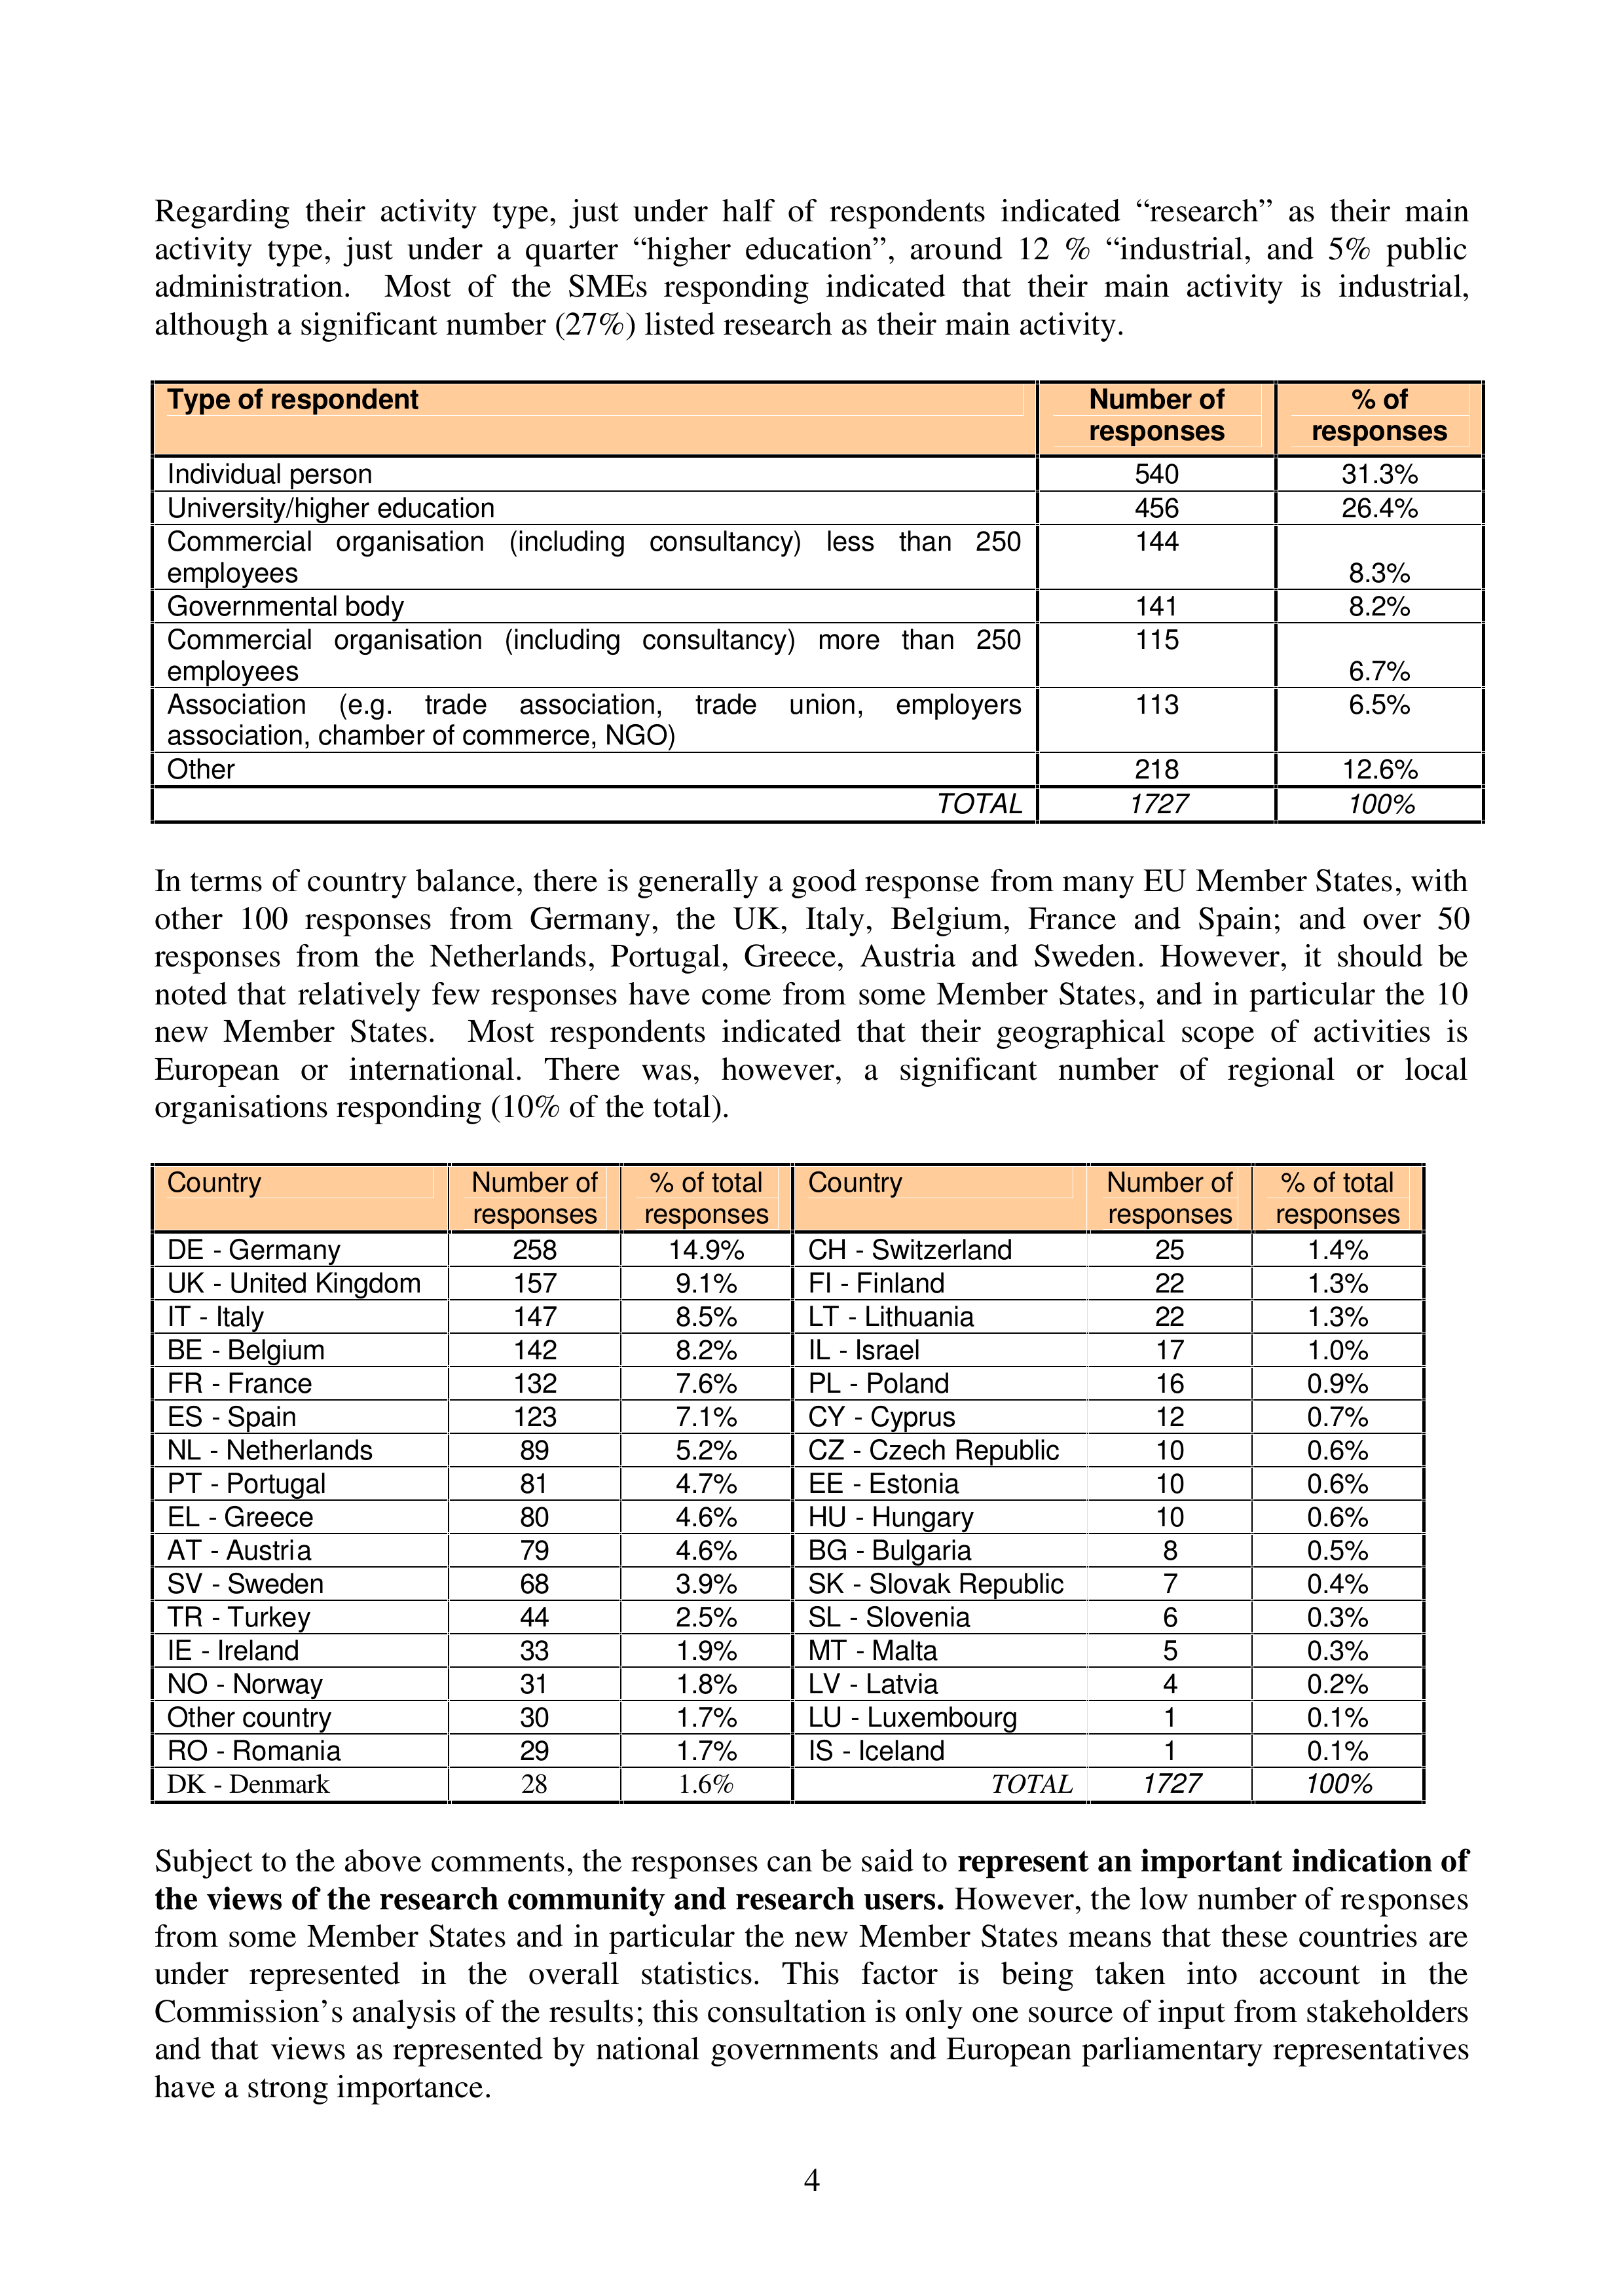 Regarding their activity type, just under half of respondents indicated “research” as their main
activity type, just under a quarter “higher education”, around 12 % “industrial, and 5% public
administration. Most of the SMEs responding indicated that their main activity is industrial,
although a significant number (27%) listed research as their main activity.
Type of respondent Number of responses % of responses
Individual person 540 31.3%
University/higher education 456 26.4%
Commercial organisation (including consultancy) less than 250 144
employees 8.3%
Governmental body 141 8.2%
Commercial organisation (including consultancy) more than 250 115
employees 6.7%
Association (e.g. trade association, trade union, employers 113 6.5%
association, chamber of commerce, NGO)
Other 218 12.6%
TOTAL 1727 100%
In terms of country balance, there is generally a good response from many EU Member States, with
other 100 responses from Germany, the UK, Italy, Belgium, France and Spain; and over 50
responses from the Netherlands, Portugal, Greece, Austria and Sweden. However, it should be
noted that relatively few responses have come from some Member States, and in particular the 10
new Member States. Most respondents indicated that their geographical scope of activities is
European or international. There was, however, a significant number of regional or local
organisations responding (10% of the total).
Country Number of responses % of total responses Country Number of responses % of total responses
DE - Germany 258 14.9% CH - Switzerland 25 1.4%
UK - United Kingdom 157 9.1% FI - Finland 22 1.3%
IT - Italy 147 8.5% LT - Lithuania 22 1.3%
BE - Belgium 142 8.2% IL - Israel 17 1.0%
FR - France 132 7.6% PL - Poland 16 0.9%
ES - Spain 123 7.1% CY - Cyprus 12 0.7%
NL - Netherlands 89 5.2% CZ - Czech Republic 10 0.6%
PT - Portugal 81 4.7% EE - Estonia 10 0.6%
EL - Greece 80 4.6% HU - Hungary 10 0.6%
AT - Austria 79 4.6% BG - Bulgaria 8 0.5%
SV - Sweden 68 3.9% SK - Slovak Republic 7 0.4%
TR - Turkey 44 2.5% SL - Slovenia 6 0.3%
IE - Ireland 33 1.9% MT - Malta 5 0.3%
NO - Norway 31 1.8% LV - Latvia 4 0.2%
Other country 30 1.7% LU - Luxembourg 1 0.1%
RO - Romania 29 1.7% IS - Iceland 1 0.1%
DK - Denmark 28 1.6% TOTAL 1727 100%
Subject to the above comments, the responses can be said to represent an important indication of
the views of the research community and research users. However, the low number of responses
from some Member States and in particular the new Member States means that these countries are
under represented in the overall statistics. This factor is being taken into account in the
Commission’s analysis of the results; this consultation is only one source of input from stakeholders
and that views as represented by national governments and European parliamentary representatives
have a strong importance.
4